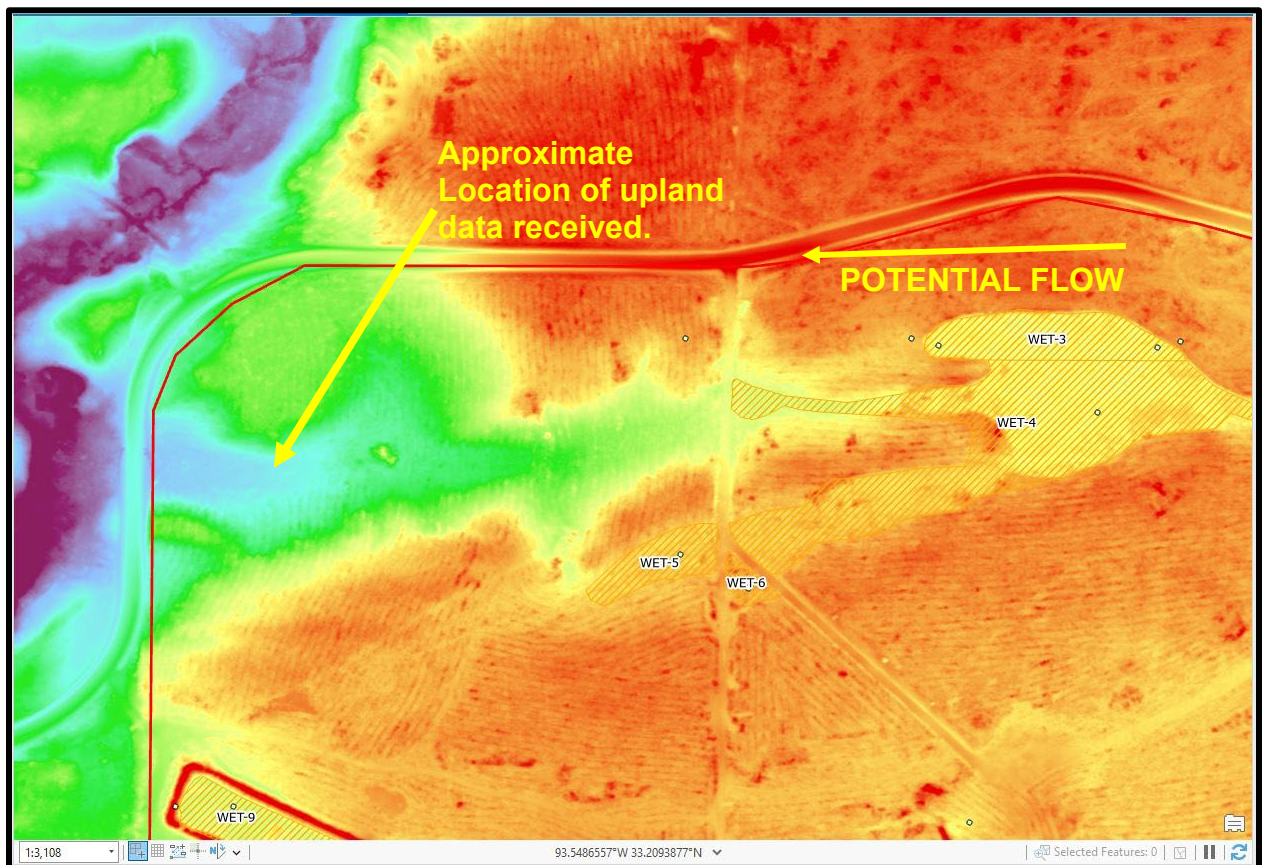 Approximate
Location of upland
data received.
POTENTIAL FLOW
WET-3
WET-4
WET-5
WET-6
WET-9
1:3,108
93.5486557°W 33.2093877°N
Selected Features: 0